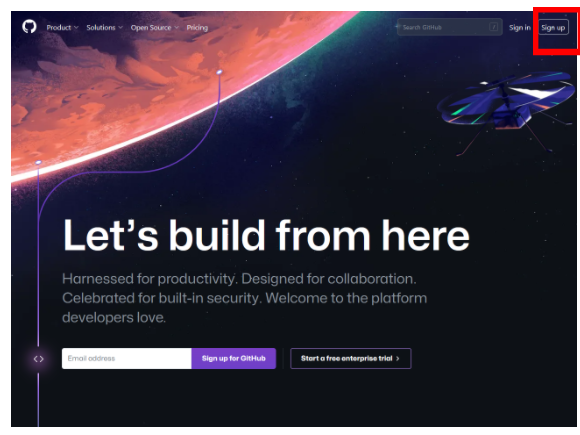 Product Solutions Open Source Pricing Search GitHub / Sign in Sign up
Let's build from here
Harnessed for productivity. Designed for collaboration.
Celebrated for built-in security. Welcome to the platform
developers love.
Email address Sign up for GitHub Start a free enterprise trial >